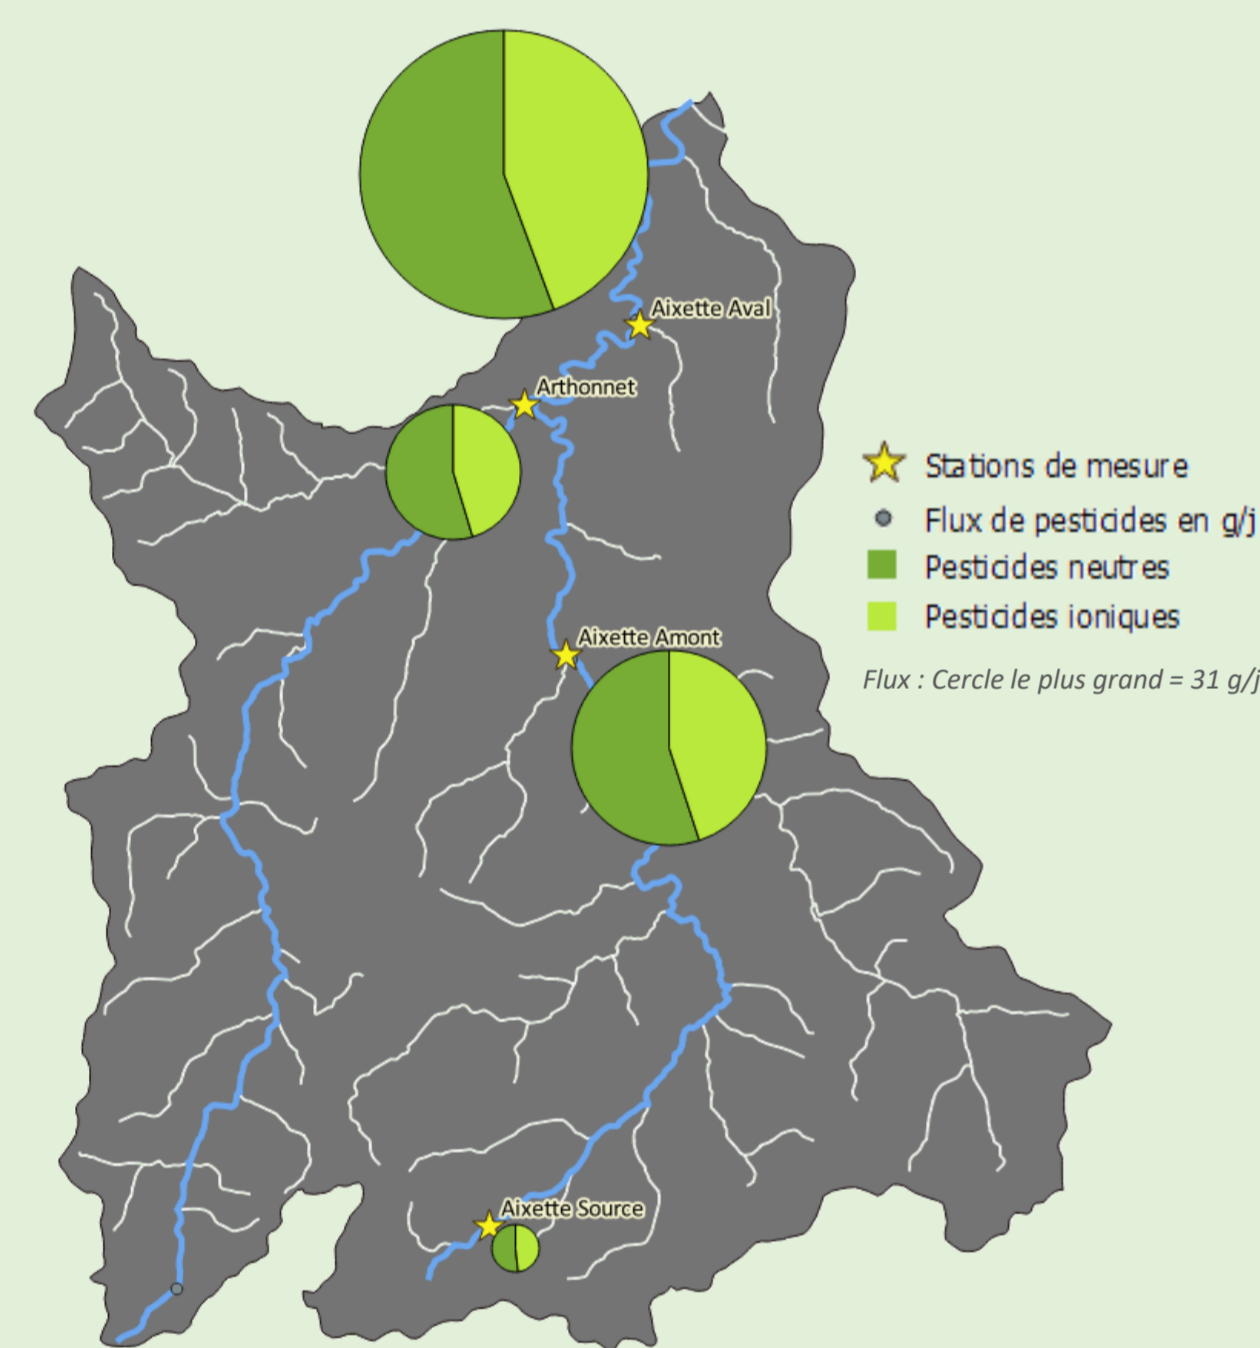 Aixette Aval
Arthonnet
Stations de mesure
Flux de pesticides en g/j
Pesticides neutres
Pesticides ioniques
Aixette Amont
Flux : Cercle le plus grand = 31 g/j
Aixette Source